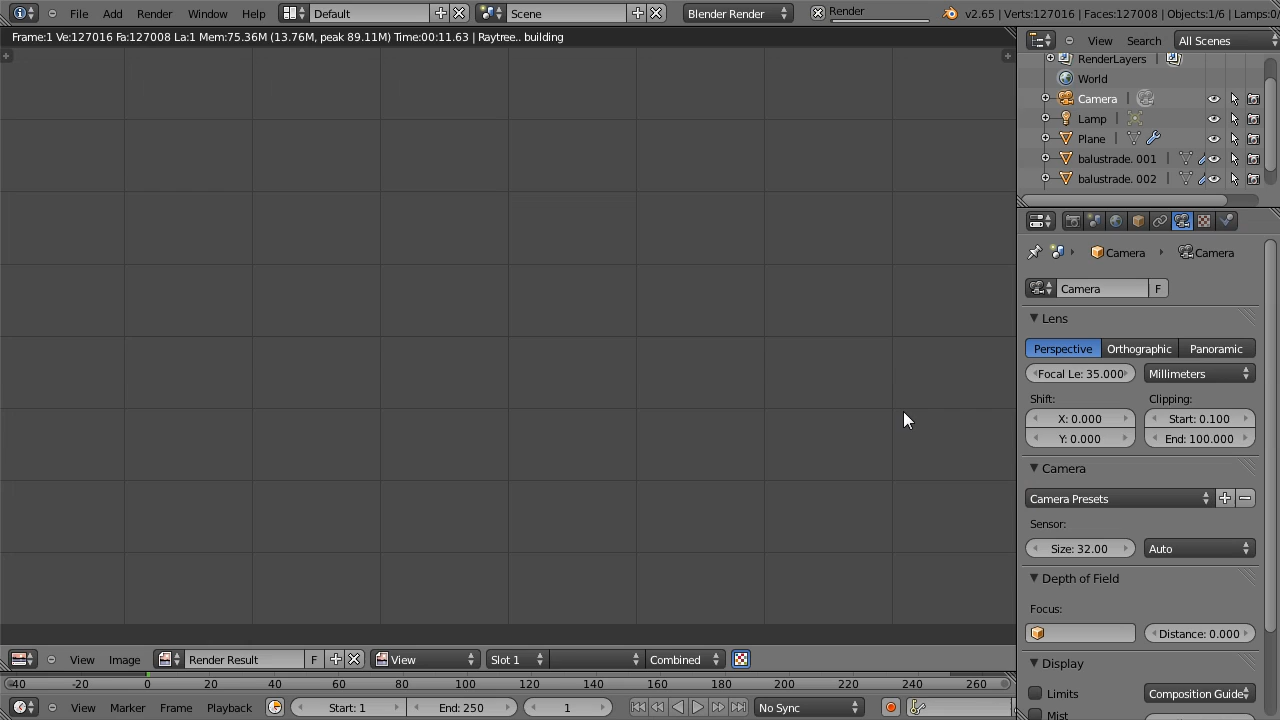 File Add Render Window Help Default Scene Blender Render Render v2.65 | Verts:127016 | Faces:127008 | Objects:1/6 | Lamps:0/
Frame:1 Ve:127016 Fa:127008 La:1 Mem:75.36M (13.76M, peak 89.11M) Time:00:11.63 | Raytree.. building
View Search All Scenes
RenderLayers
World
Camera
Lamp
Plane
balustrade. 001
balustrade. 002
Camera Camera
Camera F
Lens
Perspective Orthographic Panoramic
Focal Le: 35.000 Millimeters
Shift: Clipping:
X: 0.000 Start: 0.100
Y: 0.000 End: 100.000
Camera
Camera Presets
Sensor:
Size: 32.00 Auto
Depth of Field
Focus:
Distance: 0.000
Display
Limits Composition Guide
Mist
View Image Render Result F View Slot 1 Combined
-40 -20 0 20 40 60 80 100 120 140 160 180 200 220 240 260
View Marker Frame Playback Start: 1 End: 250 1 No Sync